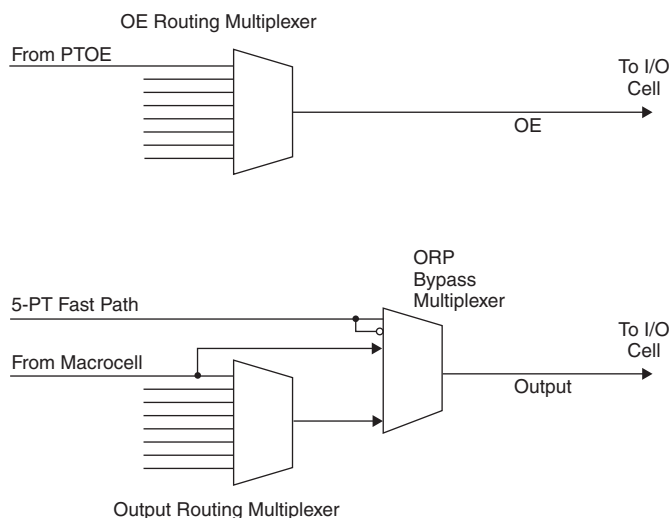 OE Routing Multiplexer
From PTOE
To I/O
Cell
OE
ORP
Bypass
Multiplexer
5-PT Fast Path
To I/O
Cell
From Macrocell
Output
Output Routing Multiplexer